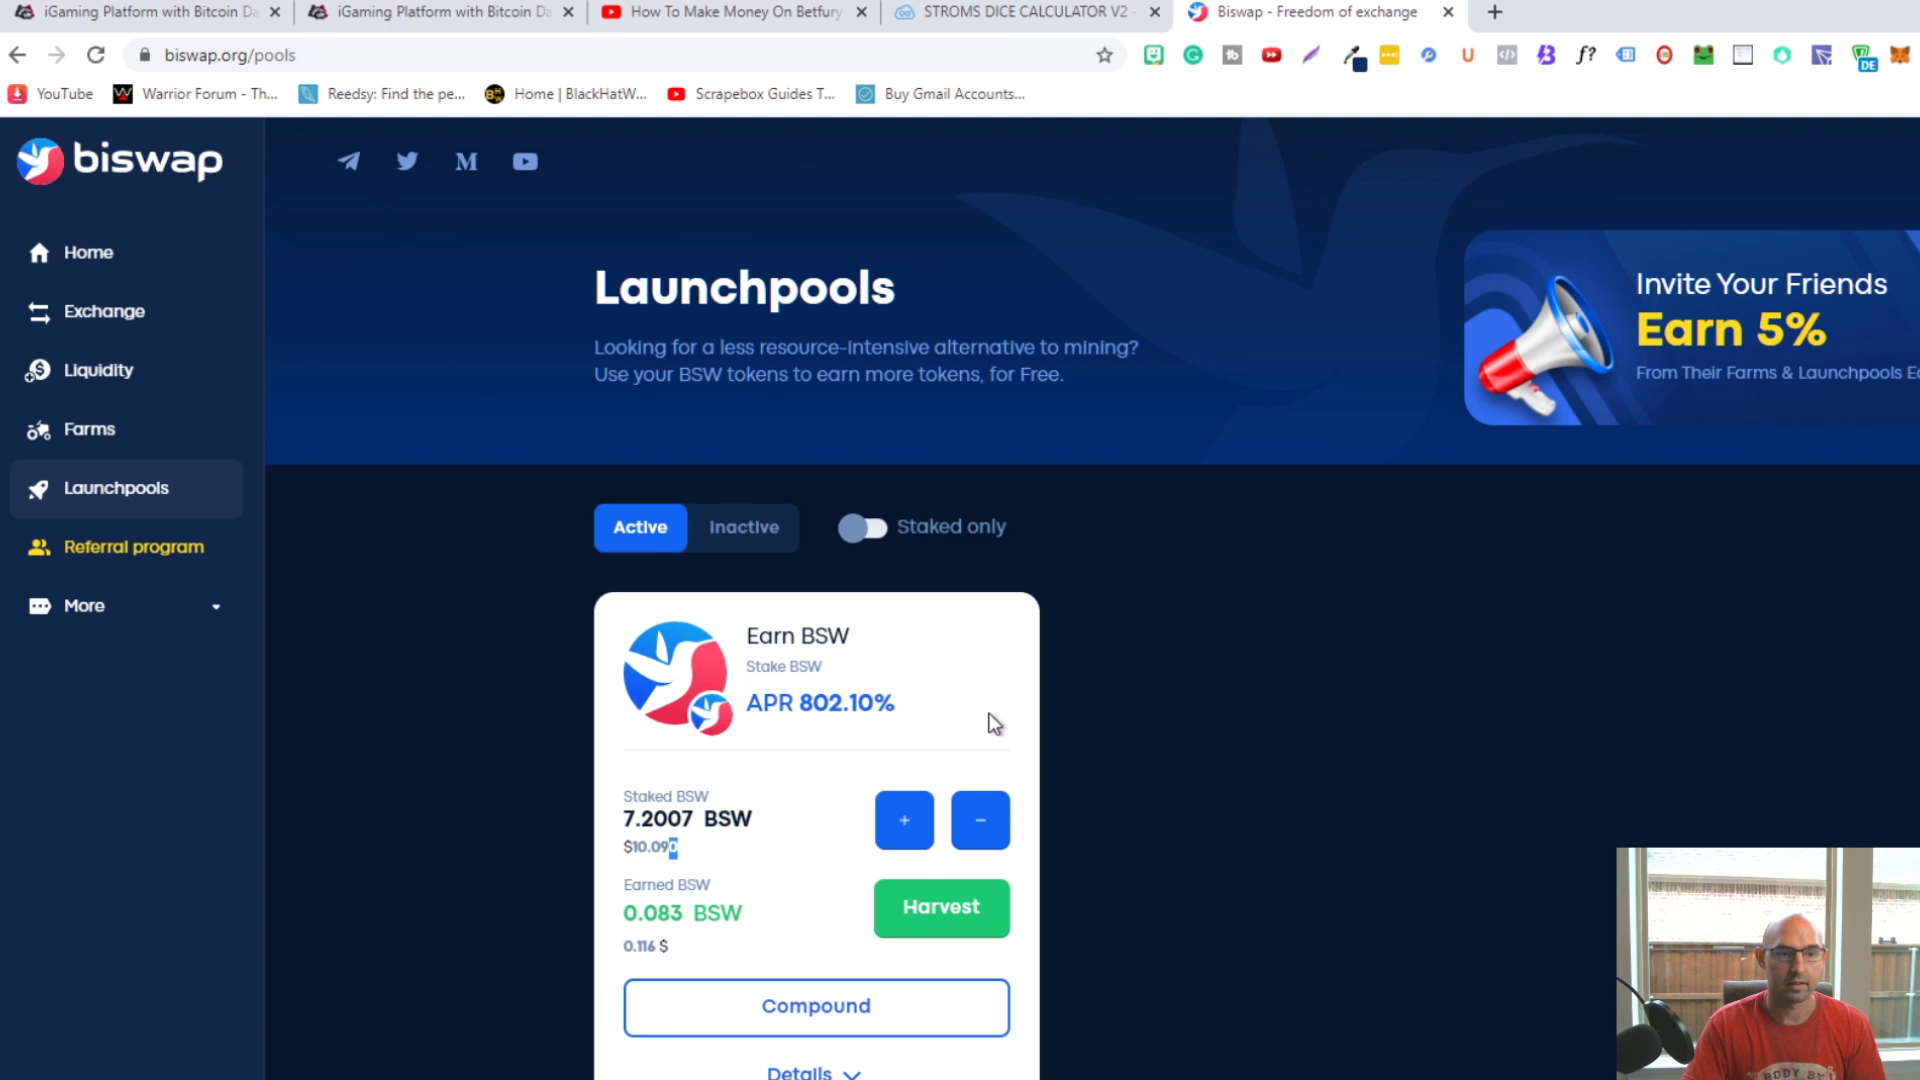 iGaming Platform with Bitcoin Da
iGaming Platform with Bitcoin Da
How To Make Money On Betfury
STROMS DICE CALCULATOR V2 -
Biswap - Freedom of exchange
biswap.org/pools
DE
YouTube
Warrior Forum - Th...
Reedsy: Find the pe...
Home | BlackHatW...
Scrapebox Guides T...
Buy Gmail Accounts...
biswap
Home
Exchange
Liquidity
Farms
Launchpools
Referral program
More
Launchpools
Looking for a less resource-intensive alternative to mining?
Use your BSW tokens to earn more tokens, for Free.
Invite Your Friends
Earn 5%
From Their Farms & Launchpools
Active
Inactive
Staked only
Earn BSW
Stake BSW
APR 802.10%
Staked BSW
7.2007 BSW
$10.090
+
-
Earned BSW
0.083 BSW
0.116 $
Harvest
Compound
Details